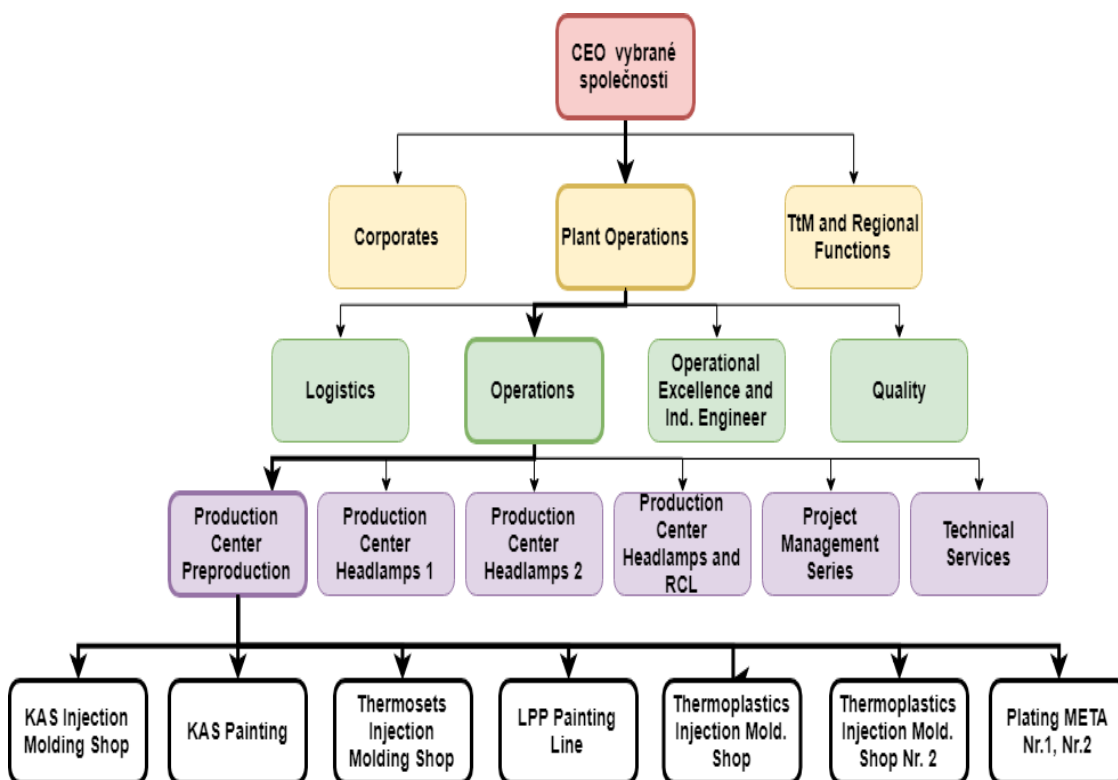 CEO vybrané
společnosti
Corporates
Plant Operations
TtM and Regional
Functions
Logistics
Operations
Operational
Excellence and
Ind. Engineer
Quality
Production
Center
Preproduction
Production
Center
Headlamps 1
Production
Center
Headlamps 2
Production
Center
Headlamps and
RCL
Project
Management
Series
Technical
Services
KAS Injection
Molding Shop
KAS Painting
Thermosets
Injection
Molding Shop
LPP Painting
Line
Thermoplastics
Injection Mold.
Shop
Thermoplastics
Injection Mold.
Shop Nr. 2
Plating META
Nr.1, Nr.2